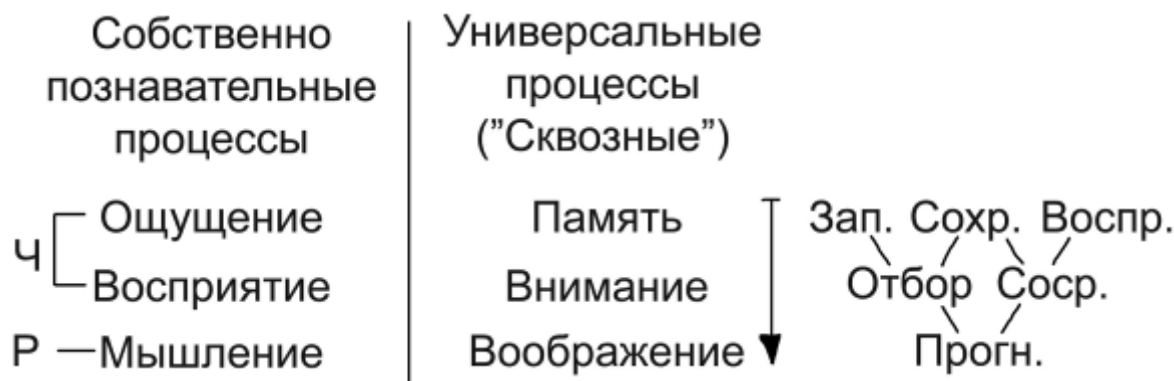 Собственно
познавательные
процессы
Универсальные
процессы
("Сквозные")
Ч
Ощущение
Восприятие
Р
Мышление
Память
Внимание
Воображение
Зап. Сохр. Воспр.
Отбор Соср.
Прогн.